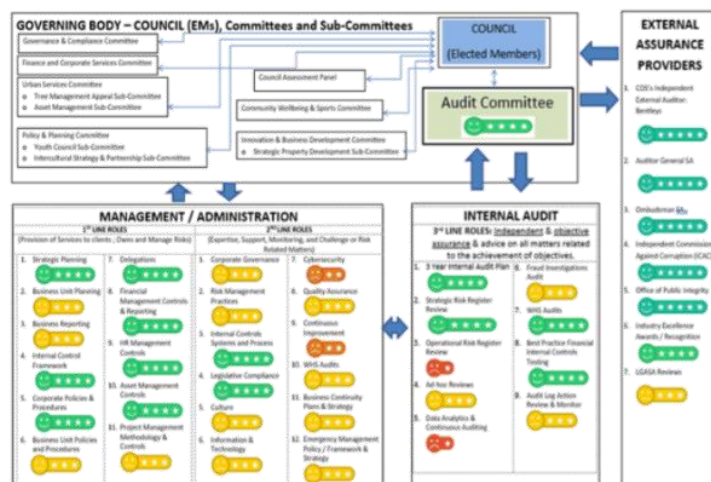 GOVERNING BODY – COUNCIL (EMs), Committees and Sub-Committees
Governance & Compliance Committee
Finance and Corporate Services Committee
Urban Services Committee
Tree Management Appeal Sub-Committee
Asset Management Sub-Committee
Policy & Planning Committee
Youth Council Sub-Committee
Intercultural Strategy & Partnership Sub-Committee
Council Assessment Panel
Community Wellbeing & Sports Committee
Innovation & Business Development Committee
Strategic Property Development Sub-Committee
COUNCIL
(Elected Members)
Audit Committee
EXTERNAL
ASSURANCE
PROVIDERS
1. COS's Independent
External Auditor:
Bentleys
2. Auditor General SA
3. Ombudsman SA
4. Independent Commission
Against Corruption (ICAC)
5. Office of Public Integrity
6. Industry Excellence
Awards / Recognition
7. LGASA Reviews
MANAGEMENT / ADMINISTRATION
1ST LINE ROLES
(Provision of Services to clients ; Owns and Manage Risks)
1. Strategic Planning
2. Business Unit Planning
3. Business Reporting
4. Internal Control
Framework
5. Corporate Policies &
Procedures
6. Business Unit Policies
and Procedures
7. Delegations
8. Financial
Management Controls
& Reporting
9. HR Management
Controls
10. Asset Management
Controls
11. Project Management
Methodology &
Controls
2ND LINE ROLES
(Expertise, Support, Monitoring, and Challenge or Risk
Related Matters)
1. Corporate Governance
2. Risk Management
Practices
3. Internal Controls
Systems and Process
4. Legislative Compliance
5. Culture
6. Information &
Technology
7. Cybersecurity
8. Quality Assurance
9. Continuous
Improvement
10. WHS Audits
11. Business Continuity
Plans & Strategy
12. Emergency Management
Policy / Framework &
Strategy
INTERNAL AUDIT
3rd LINE ROLES: Independent & objective
assurance & advice on all matters related
to the achievement of objectives.
1. 3 Year Internal Audit Plan
2. Strategic Risk Register
Review
3. Operational Risk Register
Review
4. Ad hoc Reviews
5. Data Analytics &
Continuous Auditing
6. Fraud Investigations
Audit
7. WHS Audits
8. Best Practice Financial
Internal Controls
Testing
9. Audit Log Action
Review & Monitor